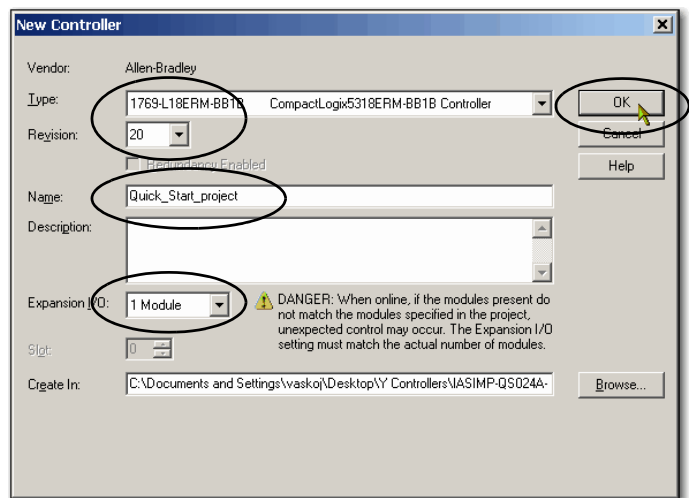 New Controller
Vendor: Allen-Bradley
Type: 1769-L18ERM-BB1B CompactLogix5318ERM-BB1B Controller
OK
Revision: 20
Cancel
Redundancy Enabled
Help
Name: Quick_Start_project
Description:
Expansion I/O: 1 Module
DANGER: When online, if the modules present do
not match the modules specified in the project,
unexpected control may occur. The Expansion I/O
setting must match the actual number of modules.
Slot: 0
Create In: C:\Documents and Settings\vaskoj\Desktop\Y Controllers\IASIMP-QS024A-
Browse...